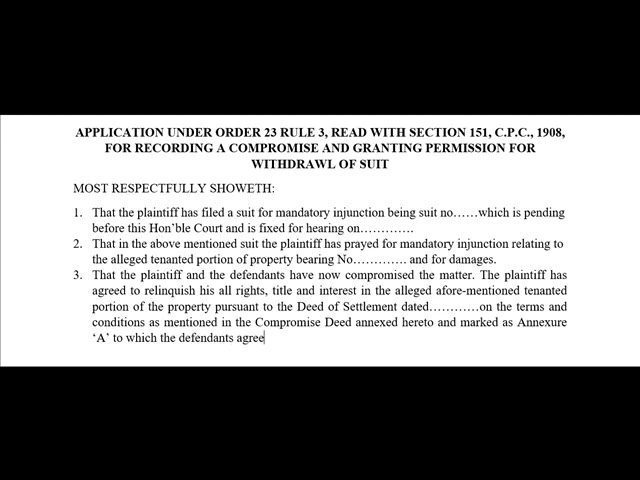 APPLICATION UNDER ORDER 23 RULE 3, READ WITH SECTION 151, C.P.C., 1908,
FOR RECORDING A COMPROMISE AND GRANTING PERMISSION FOR
WITHDRAWL OF SUIT
MOST RESPECTFULLY SHOWETH:
1. That the plaintiff has filed a suit for mandatory injunction being suit no……which is pending
before this Hon'ble Court and is fixed for hearing on………….
2. That in the above mentioned suit the plaintiff has prayed for mandatory injunction relating to
the alleged tenanted portion of property bearing No…………. and for damages.
3. That the plaintiff and the defendants have now compromised the matter. The plaintiff has
agreed to relinquish his all rights, title and interest in the alleged afore-mentioned tenanted
portion of the property pursuant to the Deed of Settlement dated…………on the terms and
conditions as mentioned in the Compromise Deed annexed hereto and marked as Annexure
‘A’ to which the defendants agree